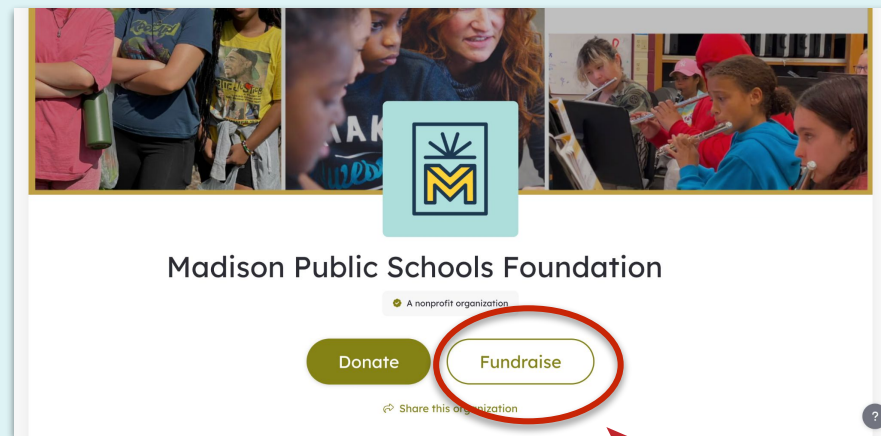 M
Madison Public Schools Foundation
A nonprofit organization
Donate
Fundraise
Share this organization
?